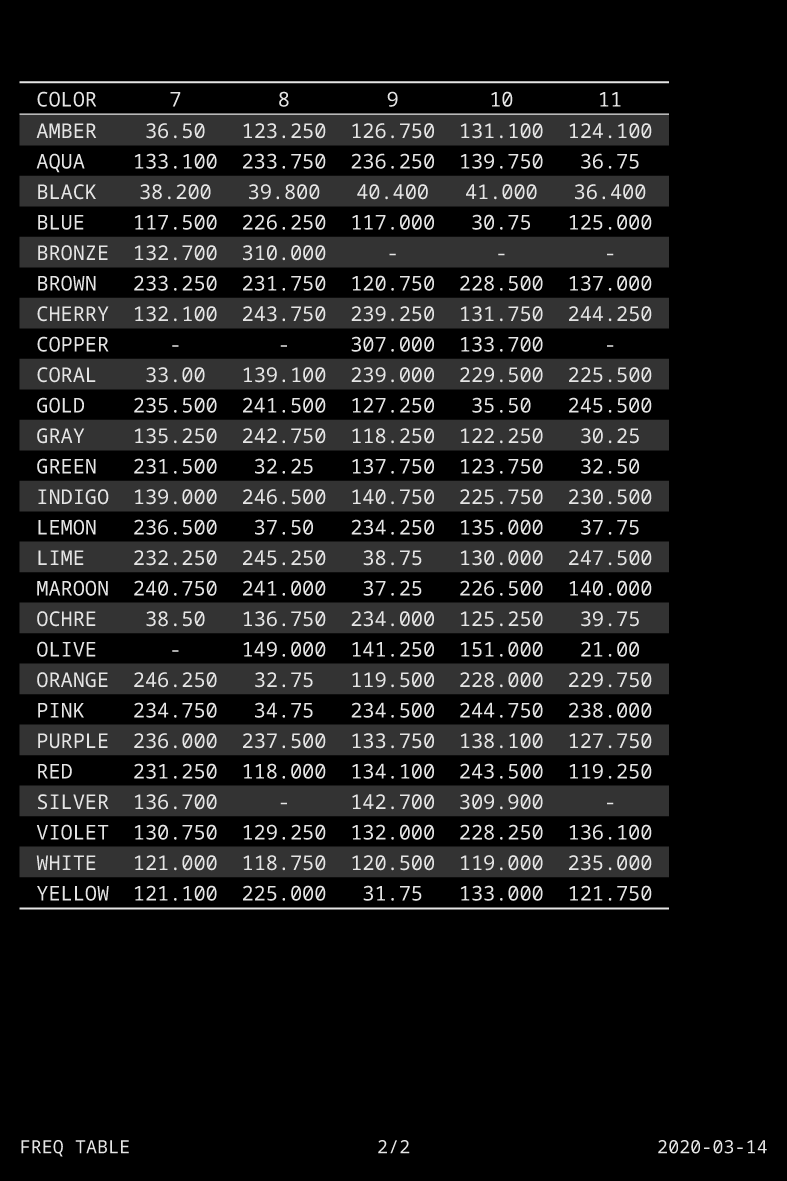 COLOR 7 8 9 10 11
AMBER 36.50 123.250 126.750 131.100 124.100
AQUA 133.100 233.750 236.250 139.750 36.75
BLACK 38.200 39.800 40.400 41.000 36.400
BLUE 117.500 226.250 117.000 30.75 125.000
BRONZE 132.700 310.000 - - -
BROWN 233.250 231.750 120.750 228.500 137.000
CHERRY 132.100 243.750 239.250 131.750 244.250
COPPER - - 307.000 133.700 -
CORAL 33.00 139.100 239.000 229.500 225.500
GOLD 235.500 241.500 127.250 35.50 245.500
GRAY 135.250 242.750 118.250 122.250 30.25
GREEN 231.500 32.25 137.750 123.750 32.50
INDIGO 139.000 246.500 140.750 225.750 230.500
LEMON 236.500 37.50 234.250 135.000 37.75
LIME 232.250 245.250 38.75 130.000 247.500
MAROON 240.750 241.000 37.25 226.500 140.000
OCHRE 38.50 136.750 234.000 125.250 39.75
OLIVE - 149.000 141.250 151.000 21.00
ORANGE 246.250 32.75 119.500 228.000 229.750
PINK 234.750 34.75 234.500 244.750 238.000
PURPLE 236.000 237.500 133.750 138.100 127.750
RED 231.250 118.000 134.100 243.500 119.250
SILVER 136.700 - 142.700 309.900 -
VIOLET 130.750 129.250 132.000 228.250 136.100
WHITE 121.000 118.750 120.500 119.000 235.000
YELLOW 121.100 225.000 31.75 133.000 121.750
FREQ TABLE 2/2 2020-03-14